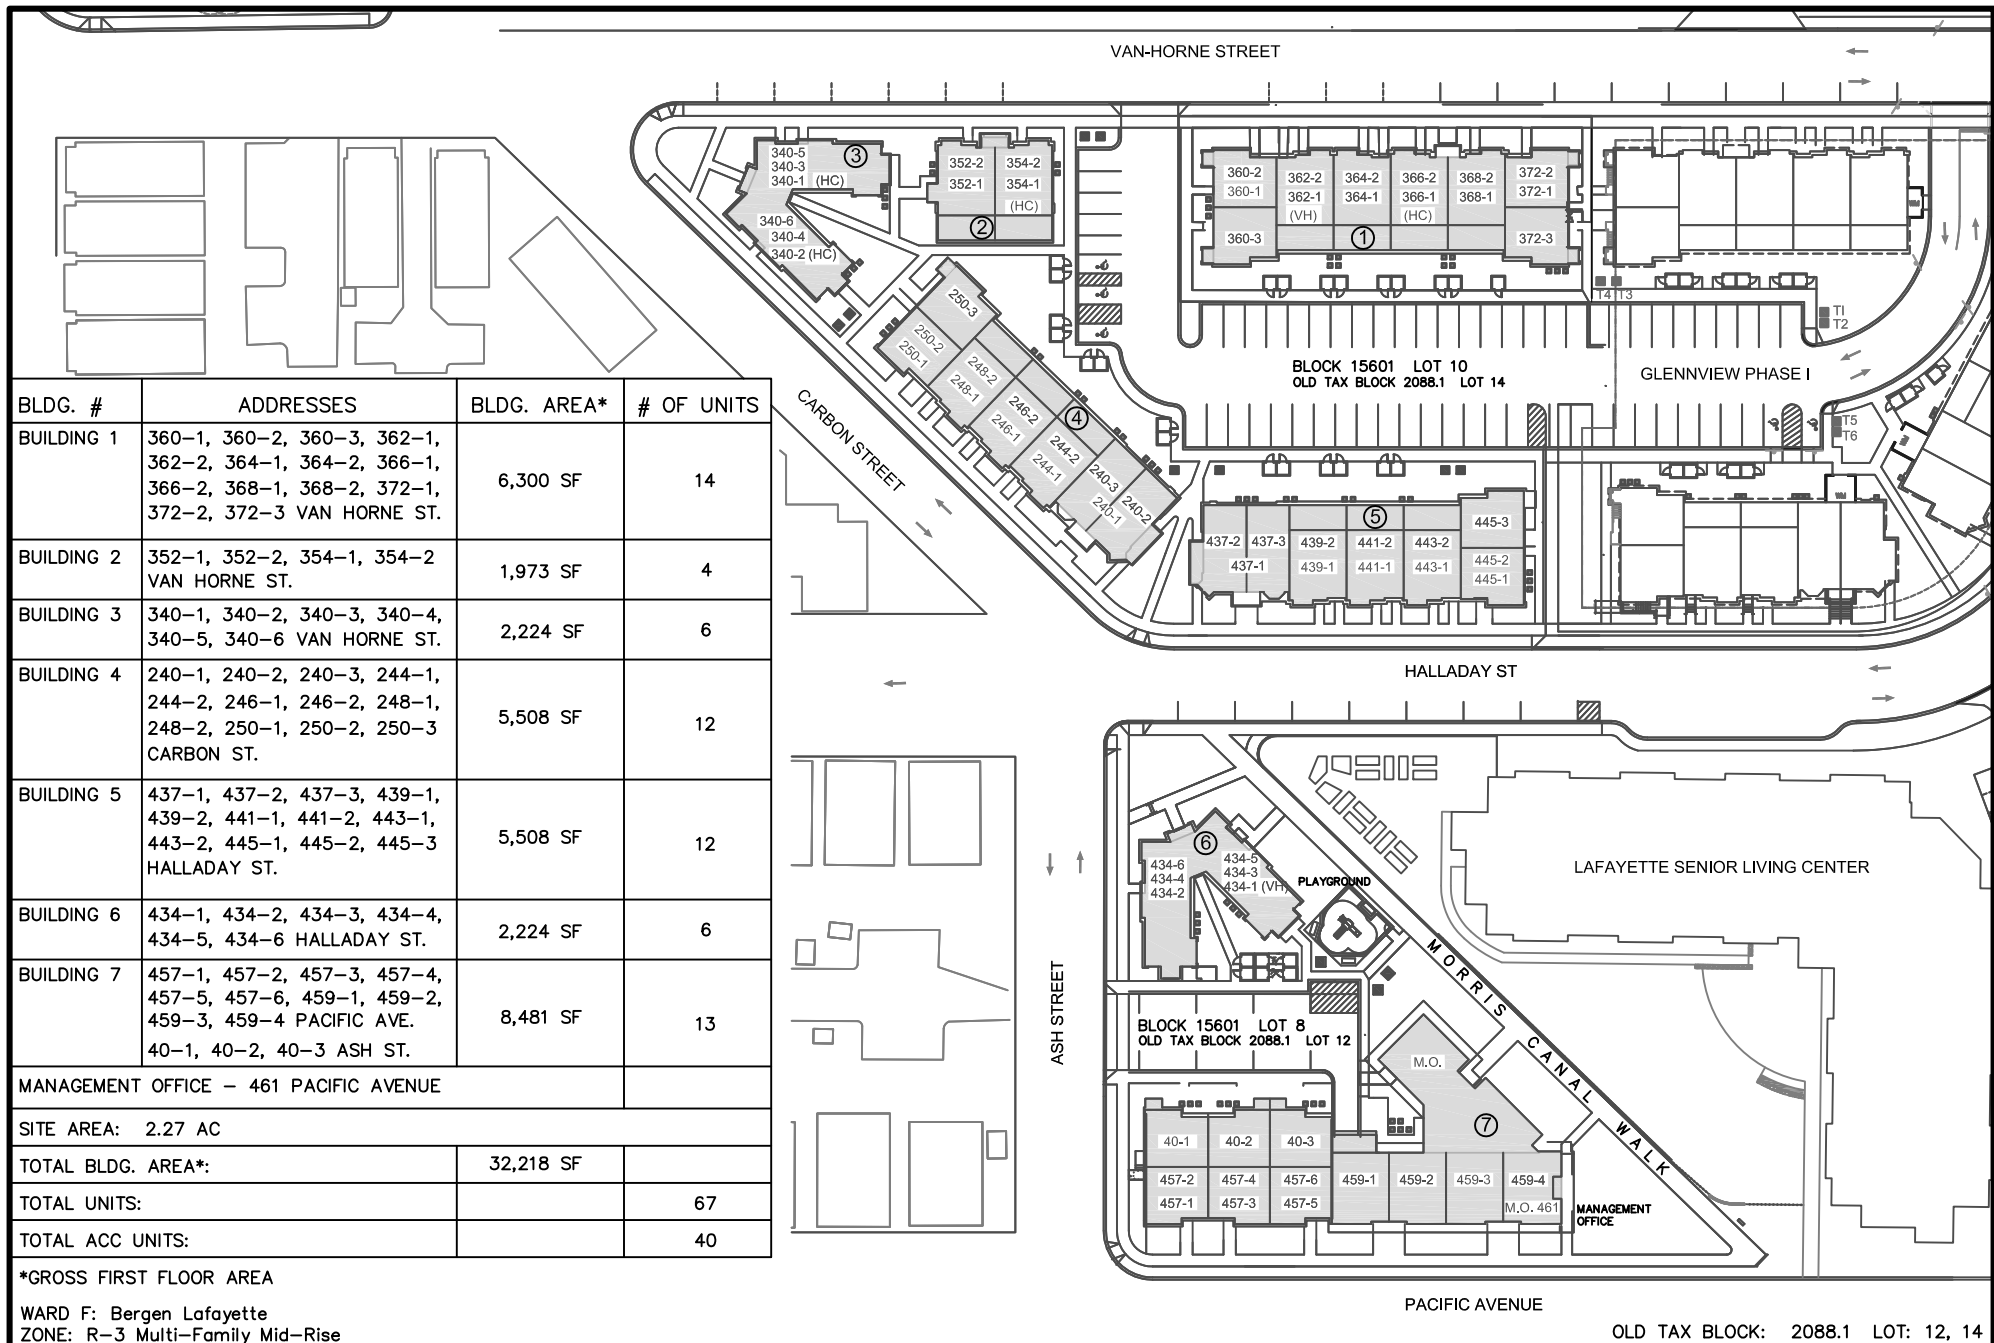 VAN-HORNE STREET
340-5
340-3
340-1 (HC)
3
340-6
340-4
340-2 (HC)
352-2
352-1
354-2
354-1
(HC)
2
360-2
360-1
360-3
362-2
362-1
(VH)
364-2
364-1
366-2
366-1
(HC)
368-2
368-1
372-2
372-1
372-3
1
T4 T3
T1
T2
250-3
250-2
250-1
248-2
248-1
246-2
246-1
4
244-2
244-1
240-3
240-1
240-2
BLOCK 15601 LOT 10
OLD TAX BLOCK 2088.1 LOT 14
GLENNVIEW PHASE I
T5
T6
CARBON STREET
5
437-2
437-3
437-1
439-2
439-1
441-2
441-1
443-2
443-1
445-3
445-2
445-1
HALLADAY ST
BLDG. # ADDRESSES BLDG. AREA* # OF UNITS
BUILDING 1 360-1, 360-2, 360-3, 362-1,
362-2, 364-1, 364-2, 366-1,
366-2, 368-1, 368-2, 372-1,
372-2, 372-3 VAN HORNE ST.
6,300 SF 14
BUILDING 2 352-1, 352-2, 354-1, 354-2
VAN HORNE ST.
1,973 SF 4
BUILDING 3 340-1, 340-2, 340-3, 340-4,
340-5, 340-6 VAN HORNE ST.
2,224 SF 6
BUILDING 4 240-1, 240-2, 240-3, 244-1,
244-2, 246-1, 246-2, 248-1,
248-2, 250-1, 250-2, 250-3
CARBON ST.
5,508 SF 12
BUILDING 5 437-1, 437-2, 437-3, 439-1,
439-2, 441-1, 441-2, 443-1,
443-2, 445-1, 445-2, 445-3
HALLADAY ST.
5,508 SF 12
BUILDING 6 434-1, 434-2, 434-3, 434-4,
434-5, 434-6 HALLADAY ST.
2,224 SF 6
BUILDING 7 457-1, 457-2, 457-3, 457-4,
457-5, 457-6, 459-1, 459-2,
459-3, 459-4 PACIFIC AVE.
40-1, 40-2, 40-3 ASH ST.
8,481 SF 13
MANAGEMENT OFFICE - 461 PACIFIC AVENUE
SITE AREA: 2.27 AC
TOTAL BLDG. AREA*: 32,218 SF
TOTAL UNITS: 67
TOTAL ACC UNITS: 40
*GROSS FIRST FLOOR AREA
WARD F: Bergen Lafayette
ZONE: R-3 Multi-Family Mid-Rise
6
434-6
434-4
434-2
434-5
434-3
434-1 (VH)
PLAYGROUND
LAFAYETTE SENIOR LIVING CENTER
MORRIS CANAL WALK
ASH STREET
BLOCK 15601 LOT 8
OLD TAX BLOCK 2088.1 LOT 12
M.O.
7
40-1
40-2
40-3
457-2
457-1
457-4
457-3
457-6
457-5
459-1
459-2
459-3
459-4
M.O. 461
MANAGEMENT
OFFICE
PACIFIC AVENUE
OLD TAX BLOCK: 2088.1 LOT: 12, 14